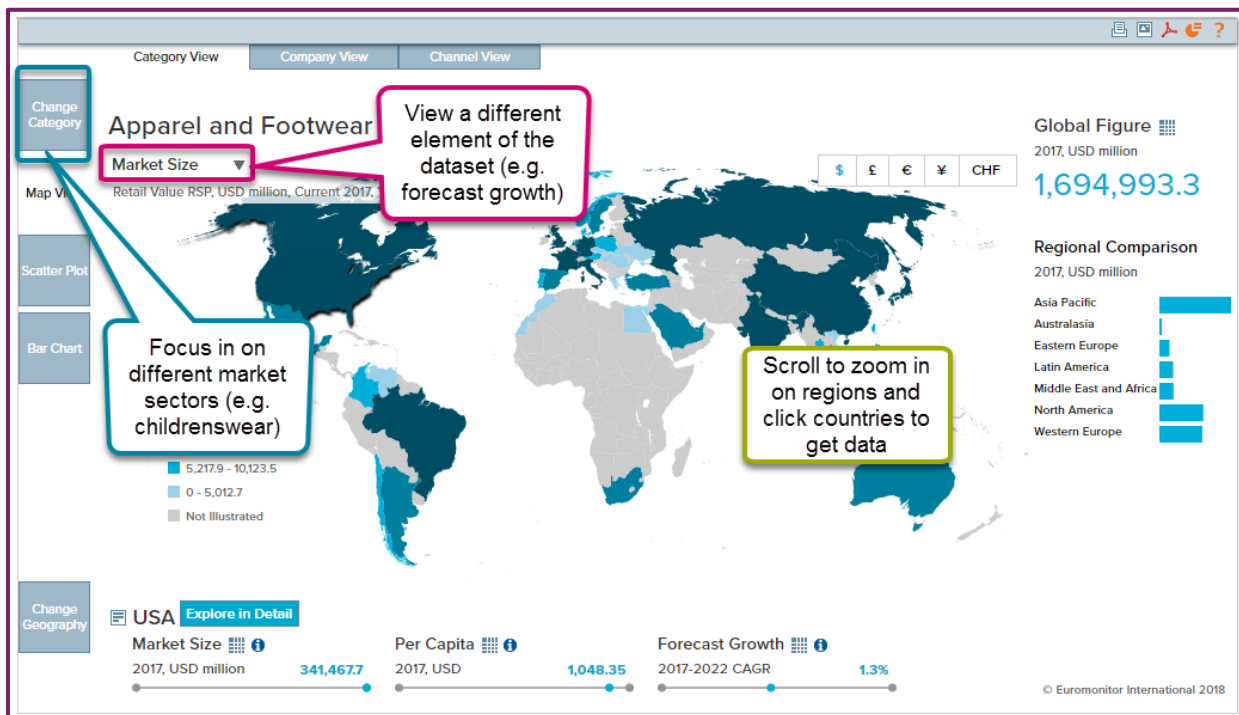 ?
Category View
Company View
Channel View
Change
Category
Apparel and Footwear
Market Size
Retail Value RSP, USD million, Current 2017,
View a different
element of the
dataset (e.g.
forecast growth)
$ £ € ¥ CHF
Global Figure
2017, USD million
1,694,993.3
Map Vi
Scatter Plot
Bar Chart
Focus in on
different market
sectors (e.g.
childrenswear)
Scroll to zoom in
on regions and
click countries to
get data
Regional Comparison
2017, USD million
Asia Pacific
Australasia
Eastern Europe
Latin America
Middle East and Africa
North America
Western Europe
5,217.9 - 10,123.5
0 - 5,012.7
Not Illustrated
Change
Geography
USA Explore in Detail
Market Size
2017, USD million 341,467.7
Per Capita
2017, USD 1,048.35
Forecast Growth
2017-2022 CAGR 1.3%
© Euromonitor International 2018